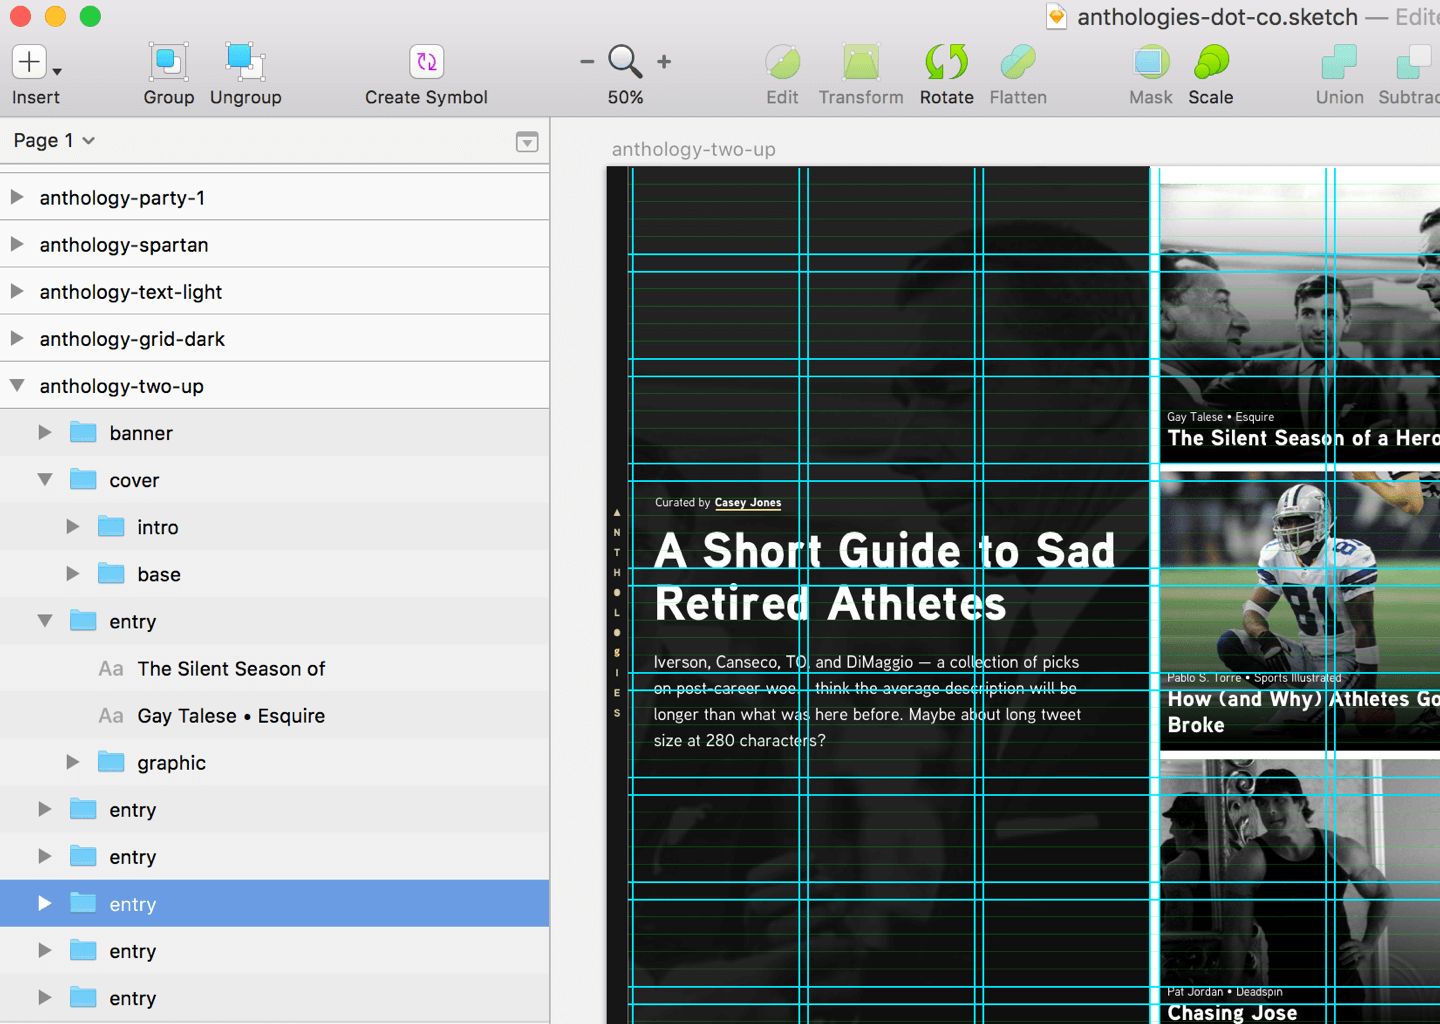 anthologies-dot-co.sketch — Edite
Insert
Group
Ungroup
Create Symbol
50%
Edit
Transform
Rotate
Flatten
Mask
Scale
Union
Subtrac
Page 1
anthology-party-1
anthology-spartan
anthology-text-light
anthology-grid-dark
anthology-two-up
banner
cover
intro
base
entry
Aa The Silent Season of
Aa Gay Talese • Esquire
graphic
entry
entry
entry
entry
entry
anthology-two-up
ANTHOLOGIES
Curated by Casey Jones
A Short Guide to Sad
Retired Athletes
Iverson, Canseco, TO, and DiMaggio — a collection of picks
on post-career woe. I think the average description will be
longer than what was here before. Maybe about long tweet
size at 280 characters?
Gay Talese • Esquire
The Silent Season of a Hero
81
Pablo S. Torre • Sports Illustrated
How (and Why) Athletes Go
Broke
Pat Jordan • Deadspin
Chasing Jose